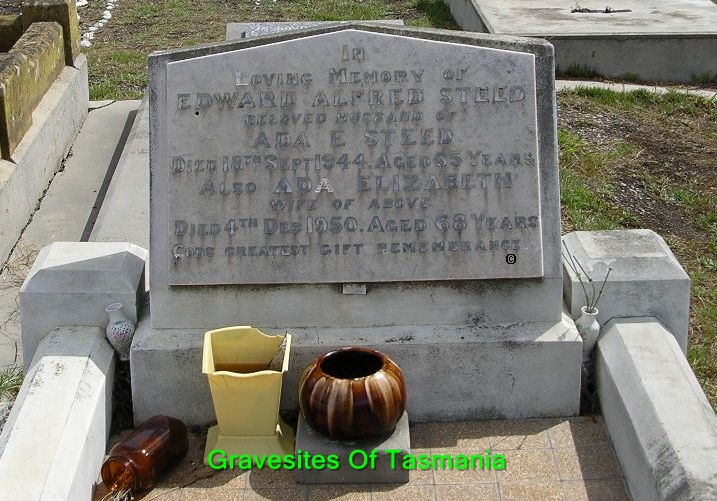 IN
LOVING MEMORY OF
EDWARD ALFRED STEED
BELOVED HUSBAND OF
ADA E STEED
DIED 18TH SEPT 1944. AGED 65 YEARS
ALSO ADA ELIZABETH
WIFE OF ABOVE
DIED 4TH DEC 1950. AGED 68 YEARS
GODS GREATEST GIFT REMEMBRANCE.
©
Gravesites Of Tasmania